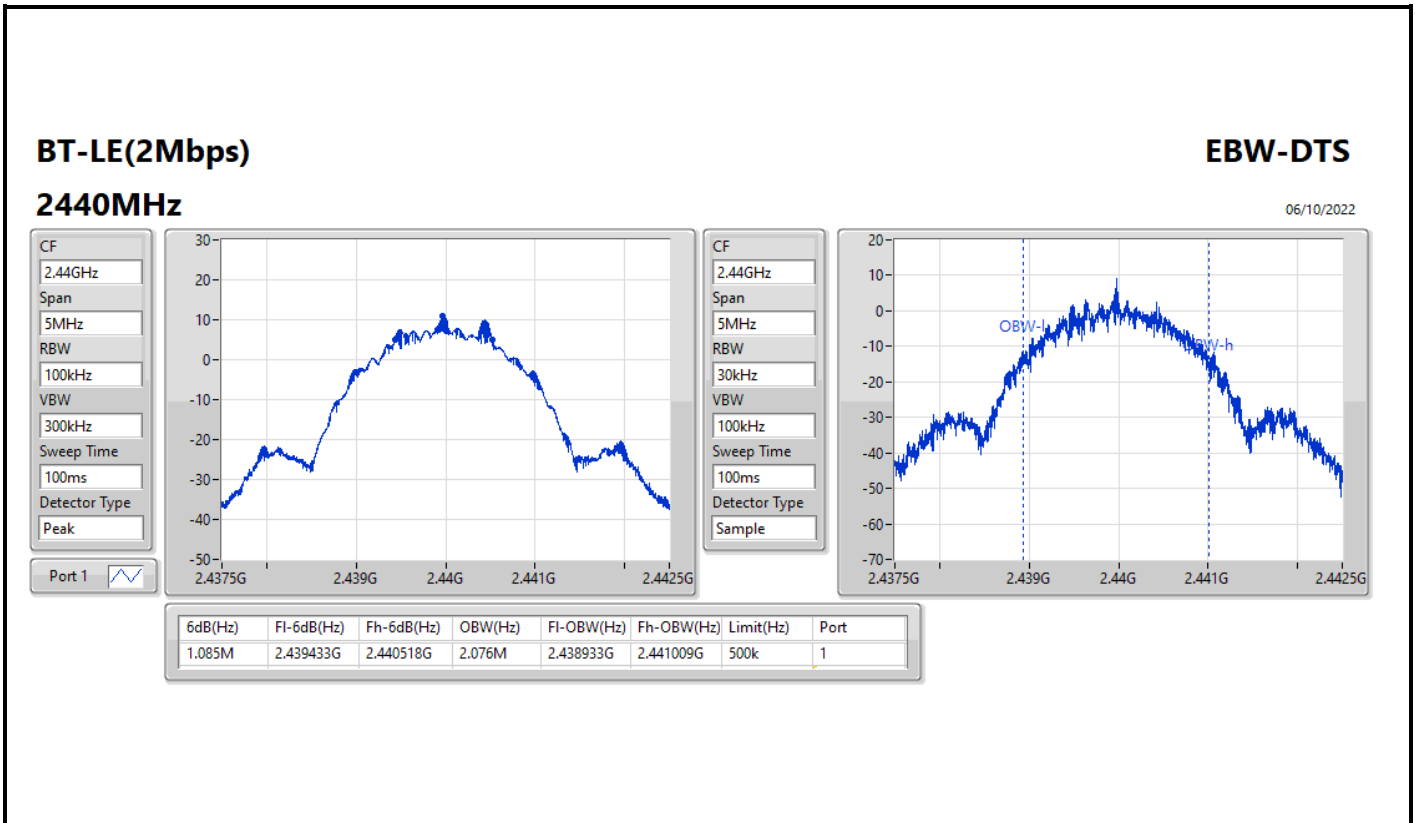 BT-LE(2Mbps)
EBW-DTS
2440MHz
06/10/2022
CF
2.44GHz
Span
5MHz
RBW
100kHz
VBW
300kHz
Sweep Time
100ms
Detector Type
Peak
Port 1
30
20
10
0
-10
-20
-30
-40
-50
2.4375G 2.439G 2.44G 2.441G 2.4425G
CF
2.44GHz
Span
5MHz
RBW
30kHz
VBW
100kHz
Sweep Time
100ms
Detector Type
Sample
20
10
0
-10
-20
-30
-40
-50
-60
-70
OBW-l
OBW-h
2.4375G 2.439G 2.44G 2.441G 2.4425G
6dB(Hz) Fl-6dB(Hz) Fh-6dB(Hz) OBW(Hz) Fl-OBW(Hz) Fh-OBW(Hz) Limit(Hz) Port
1.085M 2.439433G 2.440518G 2.076M 2.438933G 2.441009G 500k 1